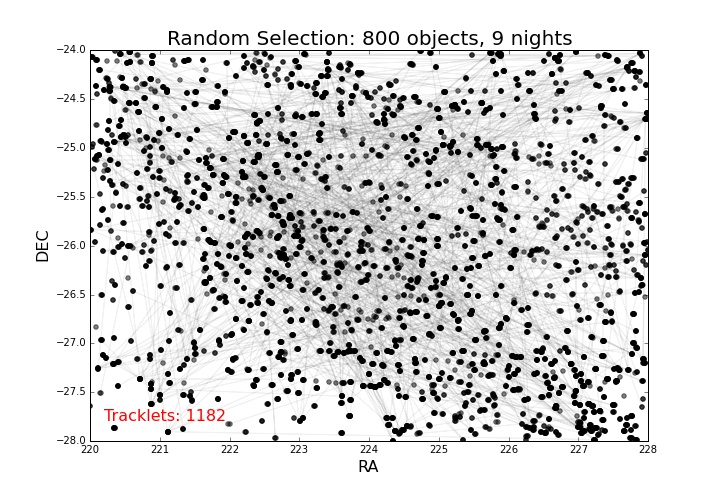 Random Selection: 800 objects, 9 nights
−24.0
−24.5
−25.0
−25.5
−26.0
−26.5
−27.0
−27.5
−28.0
DEC
Tracklets: 1182
220 221 222 223 224 225 226 227 228
RA